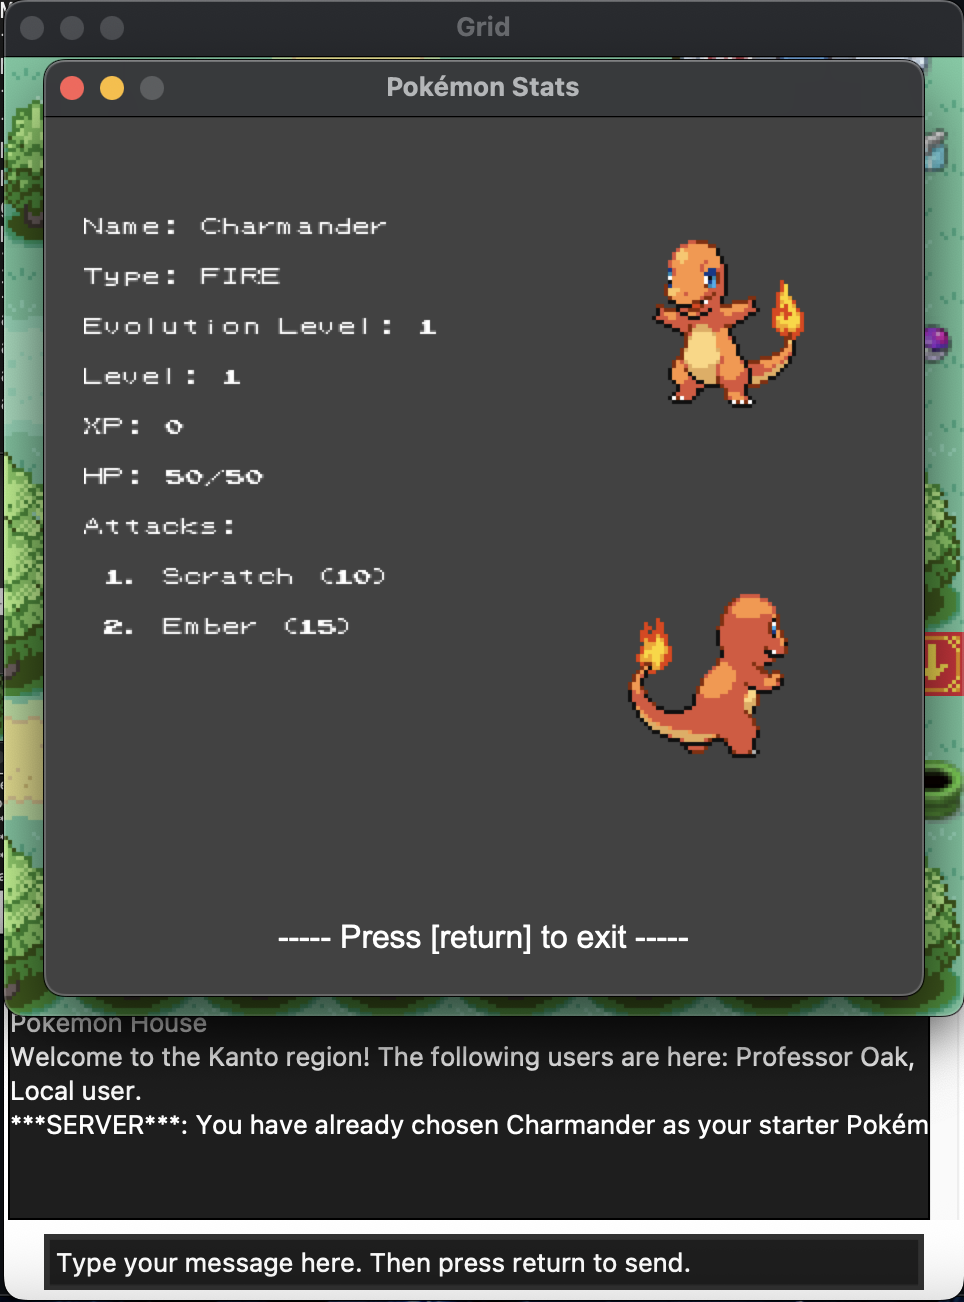 Grid
Pokémon Stats
Name: Charmander
Type: FIRE
Evolution Level: 1
Level: 1
XP: 0
HP: 50/50
Attacks:
1. Scratch (10)
2. Ember (15)
----- Press [return] to exit -----
Pokemon House
Welcome to the Kanto region! The following users are here: Professor Oak,
Local user.
***SERVER***: You have already chosen Charmander as your starter Pokém
Type your message here. Then press return to send.